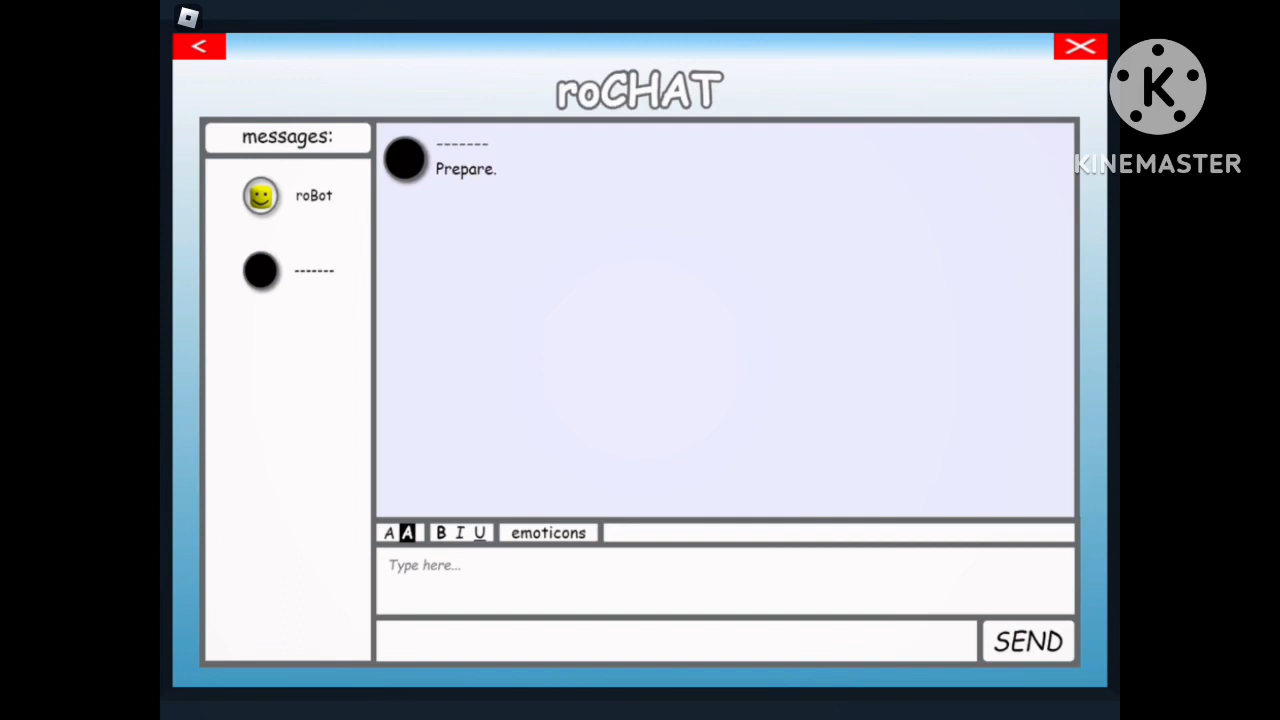 <
roCHAT
KINEMASTER
messages:
-------
Prepare.
roBot
-------
A A B I U emoticons
Type here...
SEND